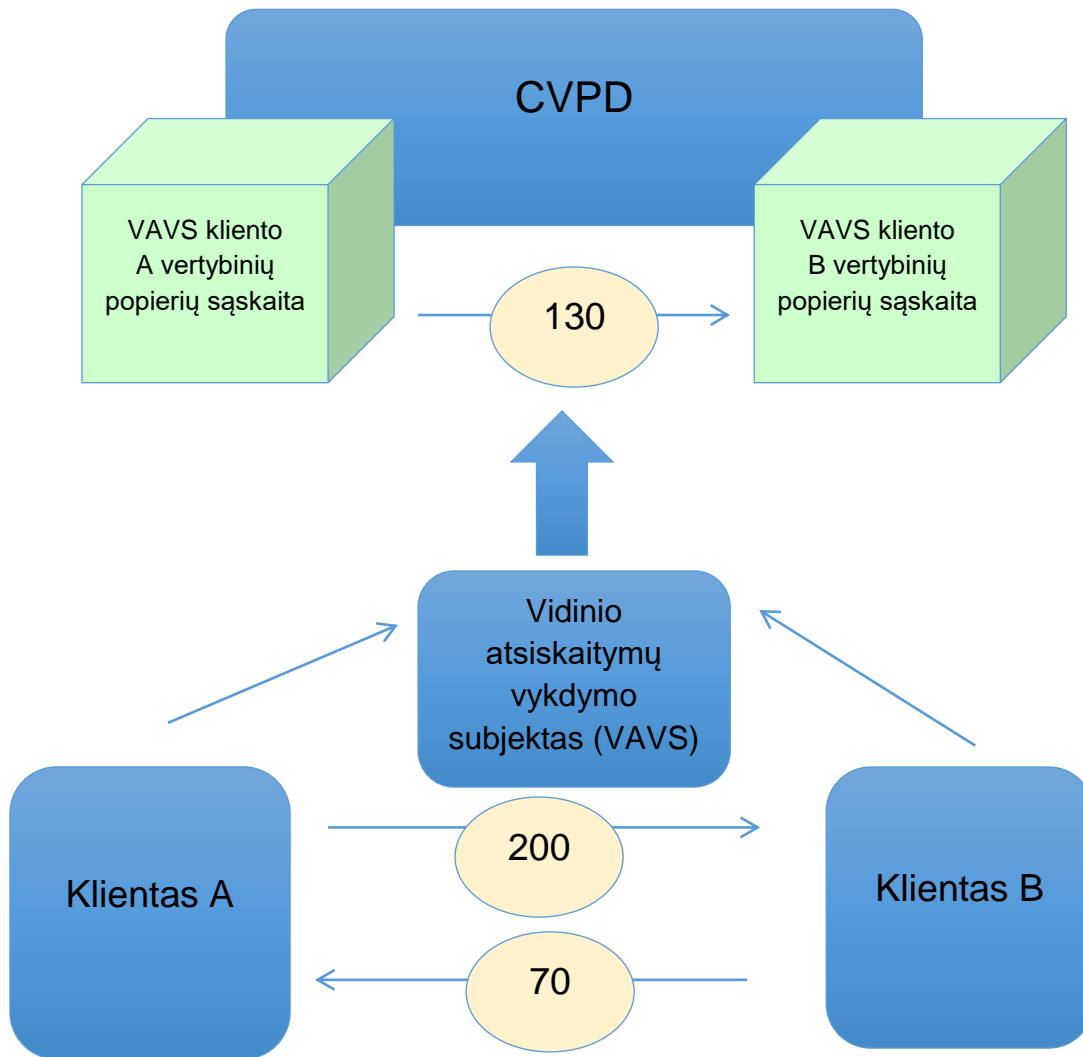 CVPD
VAVS kliento
A vertybinių
popierių sąskaita
VAVS kliento
B vertybinių
popierių sąskaita
130
Vidinio
atsiskaitymų
vykdymo
subjektas (VAVS)
200
Klientas A
Klientas B
70